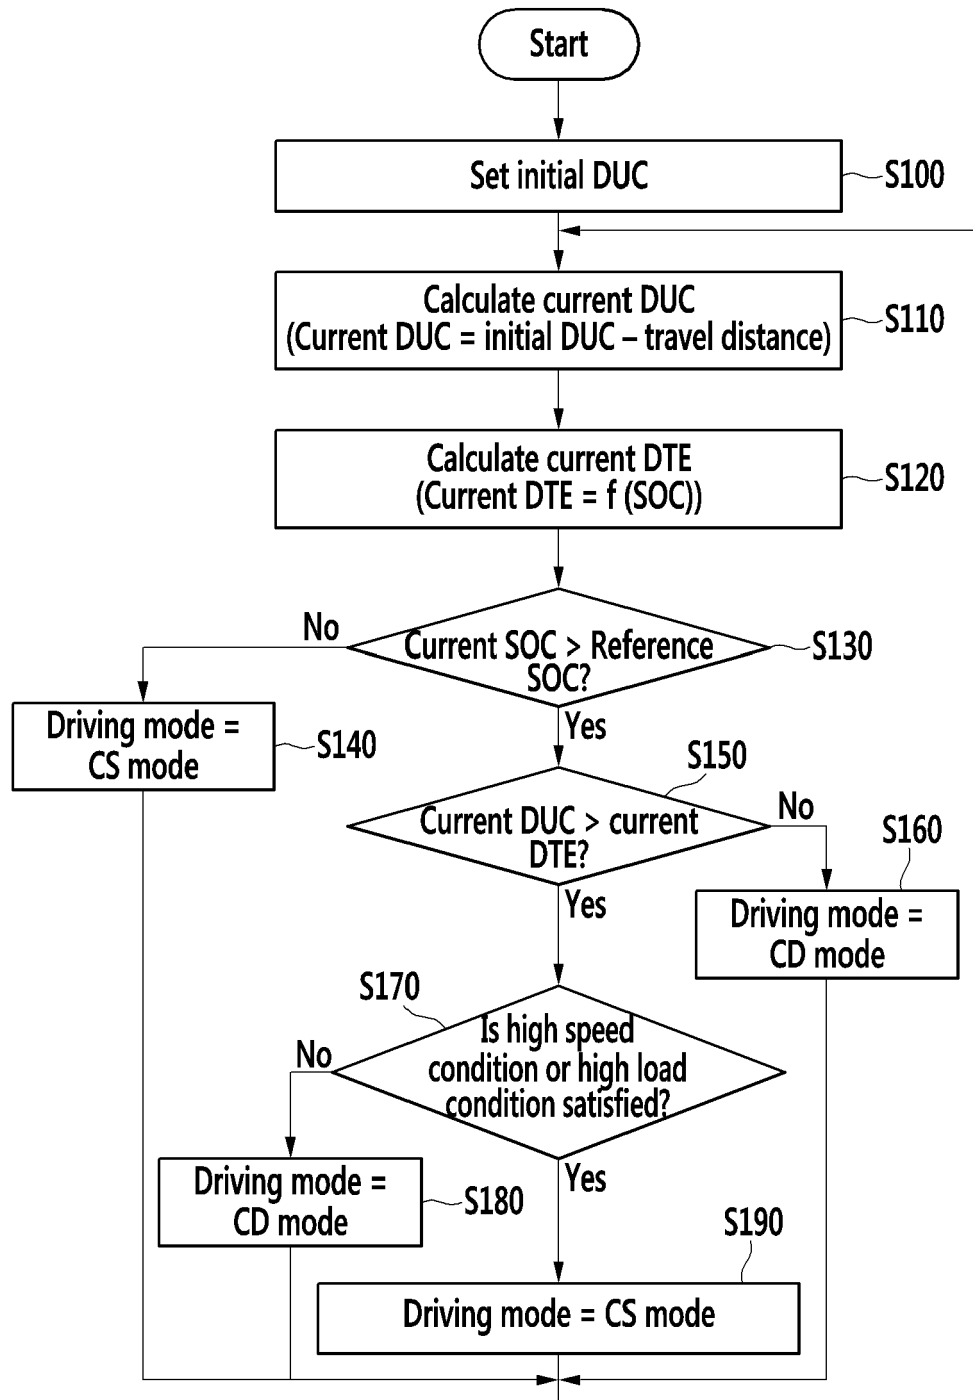 Start
Set initial DUC
S100
Calculate current DUC
(Current DUC = initial DUC – travel distance)
S110
Calculate current DTE
(Current DTE = f (SOC))
S120
No
Current SOC > Reference
SOC?
S130
Driving mode =
CS mode
S140
Yes
S150
Current DUC > current
DTE?
No
S160
Yes
Driving mode =
CD mode
S170
Is high speed
condition or high load
condition satisfied?
No
Yes
Driving mode =
CD mode
S180
S190
Driving mode = CS mode